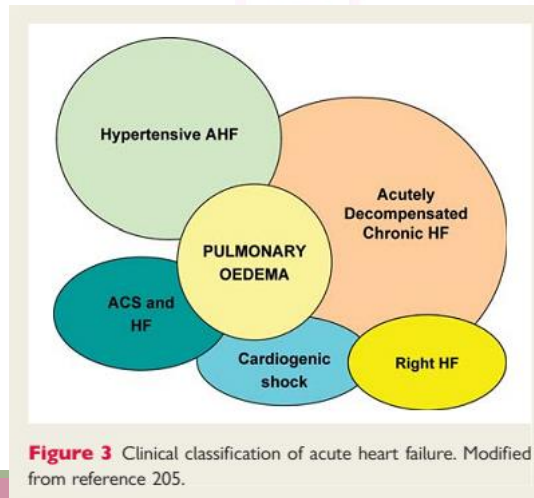 Hypertensive AHF
Acutely
Decompensated
Chronic HF
PULMONARY
OEDEMA
ACS and
HF
Cardiogenic
shock
Right HF
Figure 3 Clinical classification of acute heart failure. Modified
from reference 205.